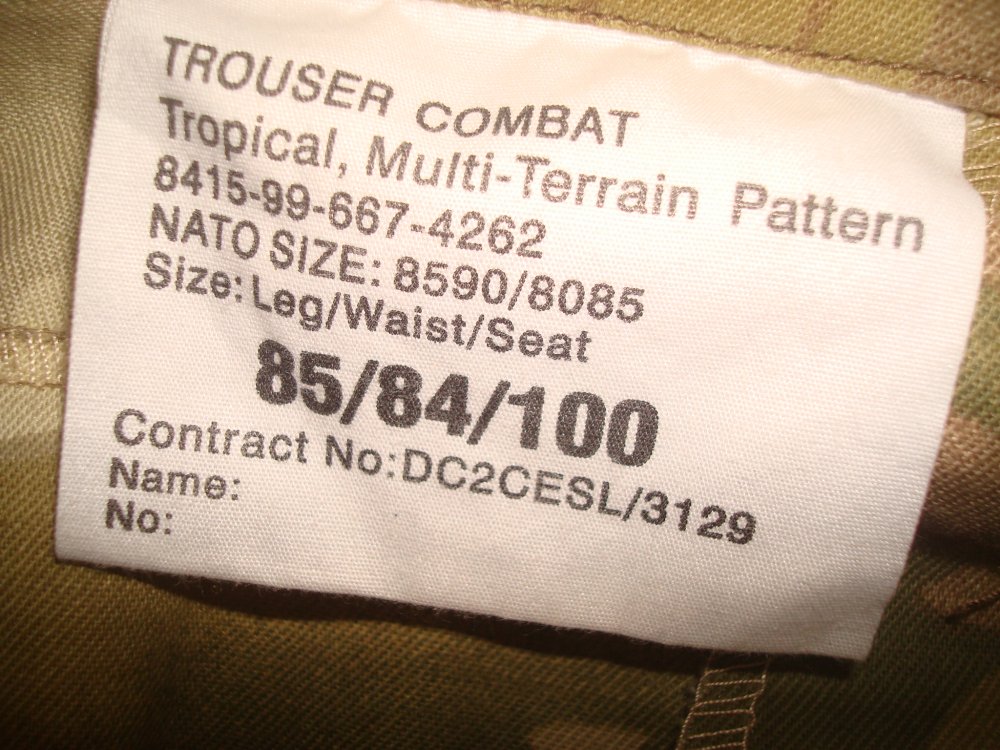 TROUSER COMBAT
Tropical, Multi-Terrain Pattern
8415-99-667-4262
NATO SIZE: 8590/8085
Size: Leg/Waist/Seat
85/84/100
Contract No:DC2CESL/3129
Name:
No: